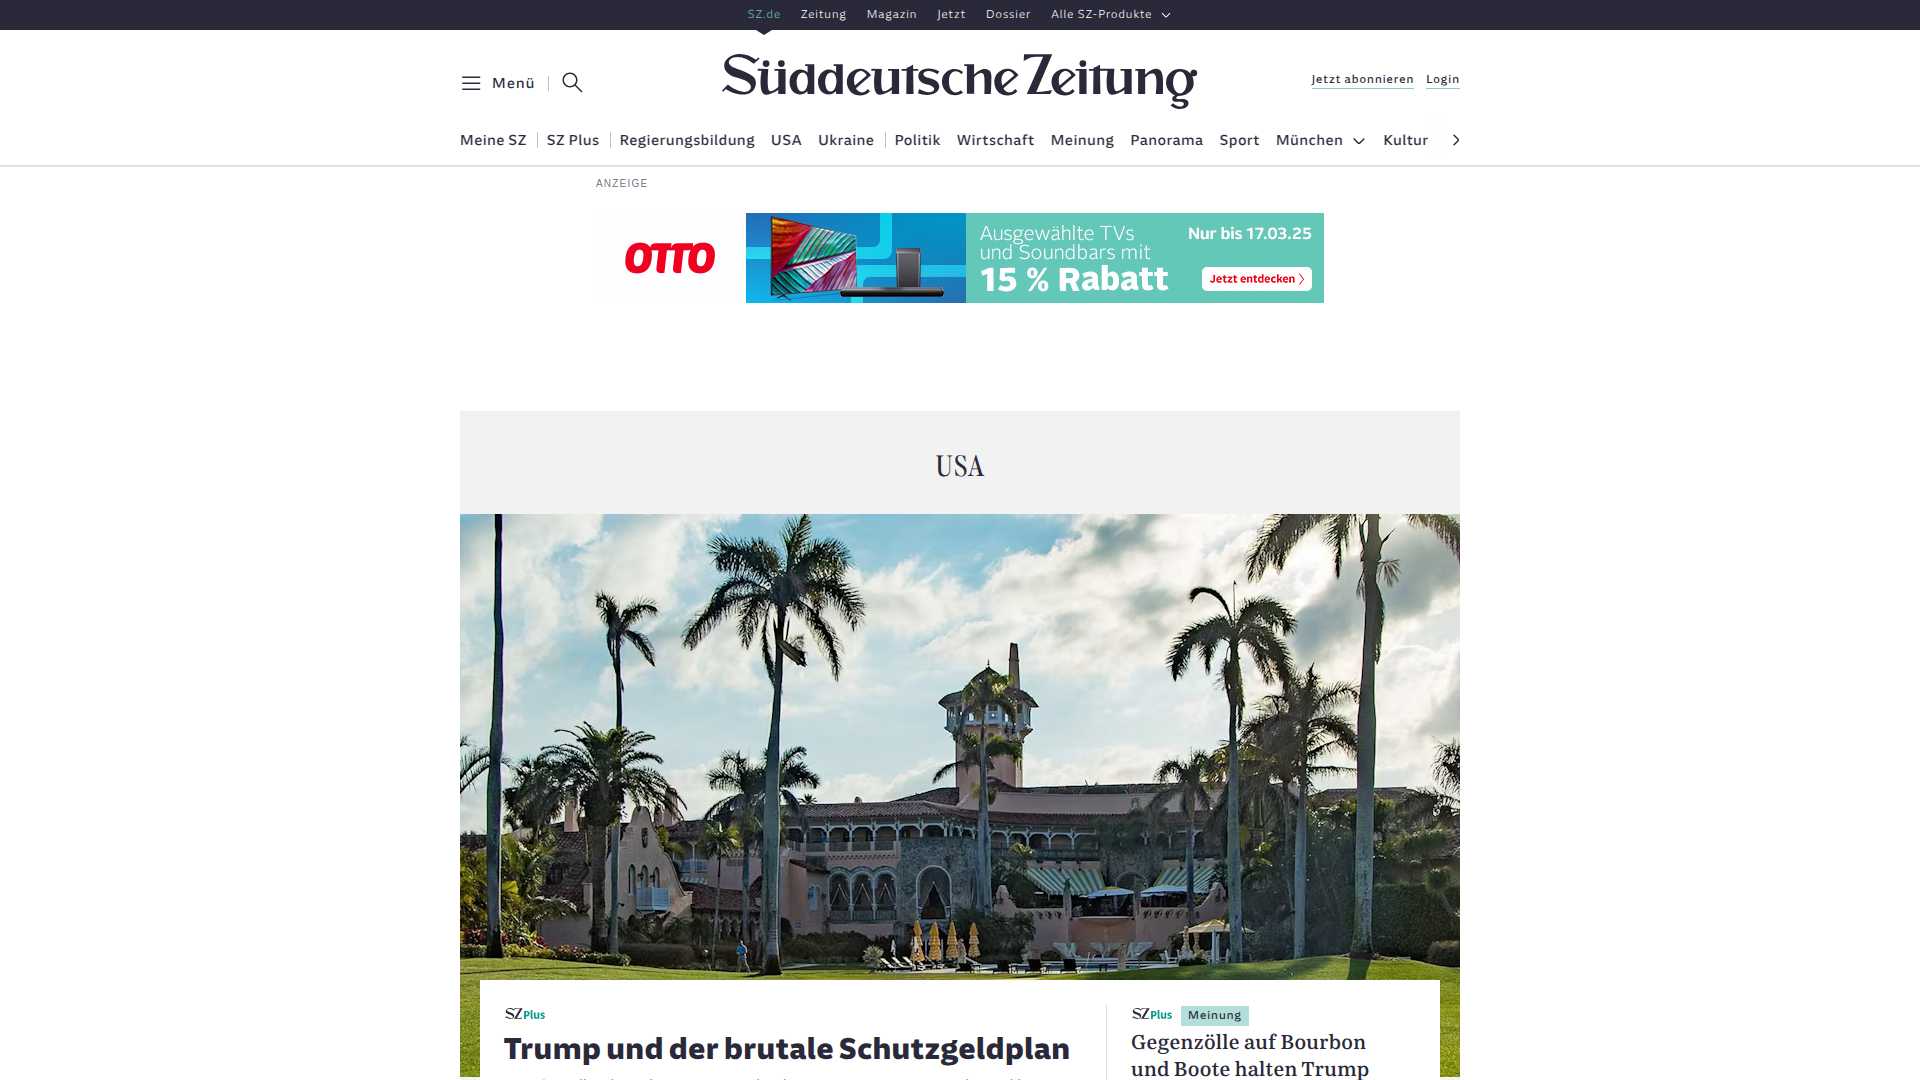 SZ.de Zeitung Magazin Jetzt Dossier Alle SZ-Produkte
Menü
Süddeutsche Zeitung
Jetzt abonnieren Login
Meine SZ SZ Plus Regierungsbildung USA Ukraine Politik Wirtschaft Meinung Panorama Sport München Kultur
ANZEIGE
OTTO
Ausgewählte TVs
und Soundbars mit
15 % Rabatt
Nur bis 17.03.25
Jetzt entdecken
USA
SZ Plus
Trump und der brutale Schutzgeldplan
SZ Plus Meinung
Gegenzölle auf Bourbon
und Boote halten Trump